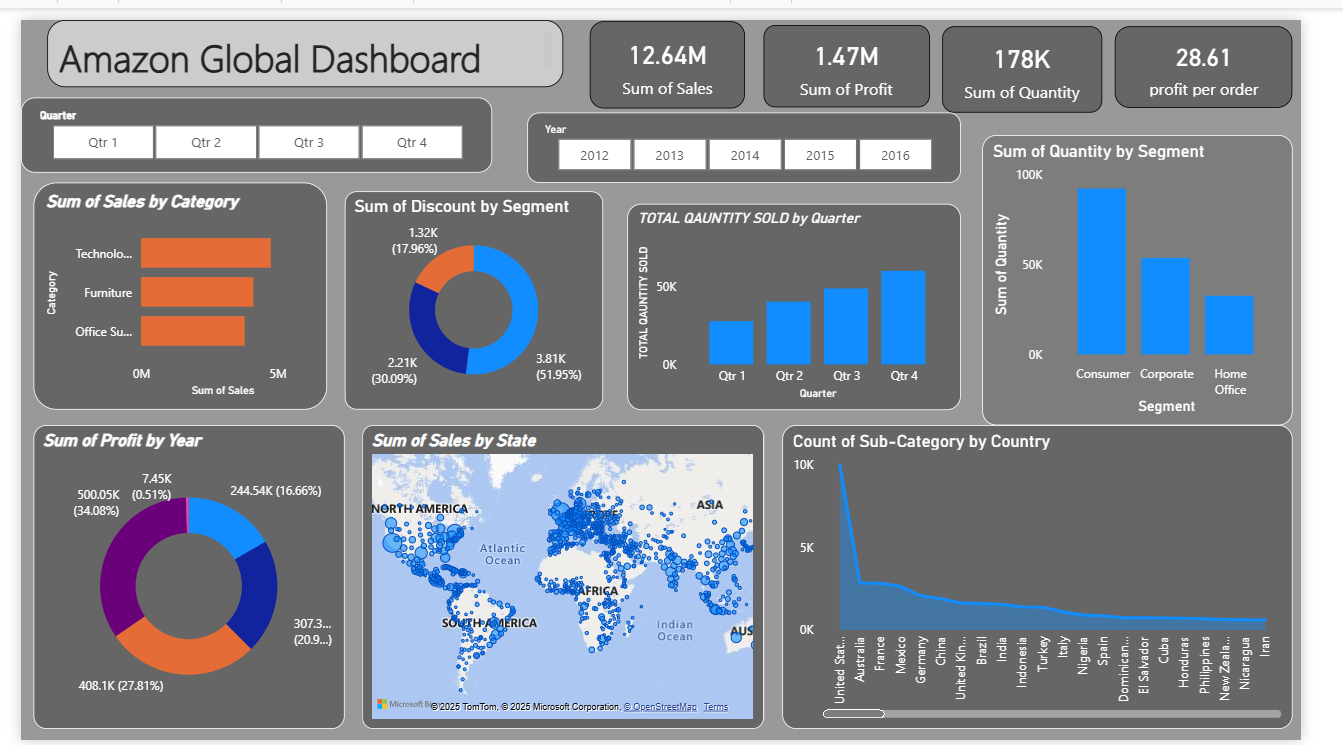 Amazon Global Dashboard
12.64M
Sum of Sales
1.47M
Sum of Profit
178K
Sum of Quantity
28.61
profit per order
Quarter
Qtr 1
Qtr 2
Qtr 3
Qtr 4
Year
2012
2013
2014
2015
2016
Sum of Sales by Category
Category
Technolo...
Furniture
Office Su...
0M
5M
Sum of Sales
Sum of Discount by Segment
1.32K
(17.96%)
2.21K
(30.09%)
3.81K
(51.95%)
TOTAL QAUNTITY SOLD by Quarter
TOTAL QAUNTITY SOLD
50K
0K
Qtr 1
Qtr 2
Qtr 3
Qtr 4
Quarter
Sum of Quantity by Segment
Sum of Quantity
100K
50K
0K
Consumer
Corporate
Home
Office
Segment
Sum of Profit by Year
7.45K
(0.51%)
500.05K
(34.08%)
244.54K (16.66%)
307.3...
(20.9...)
408.1K (27.81%)
Sum of Sales by State
NORTH AMERICA
ASIA
Atlantic
Ocean
AFRICA
SOUTH AMERICA
Indian
Ocean
AUS
Microsoft Bi
©2025 TomTom, © 2025 Microsoft Corporation, © OpenStreetMap Terms
Count of Sub-Category by Country
10K
5K
0K
United Stat...
Australia
France
Mexico
Germany
China
United Kin...
Brazil
India
Indonesia
Turkey
Italy
Nigeria
Spain
Dominican...
El Salvador
Cuba
Honduras
Philippines
New Zeala...
Nicaragua
Iran